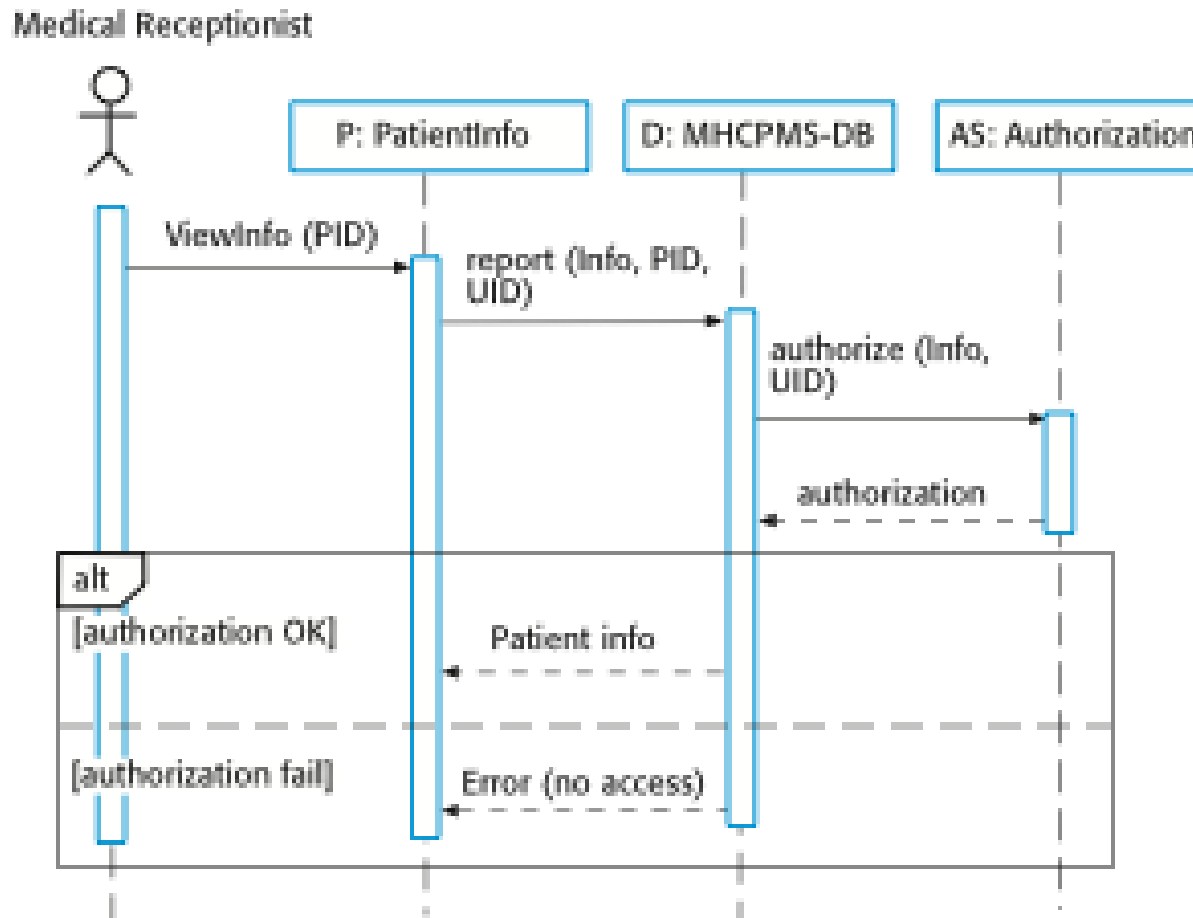 Medical Receptionist
P: PatientInfo
D: MHCPMS-DB
AS: Authorization
ViewInfo (PID)
report (Info, PID,
UID)
authorize (Info,
UID)
authorization
alt
[authorization OK]
Patient info
[authorization fail]
Error (no access)